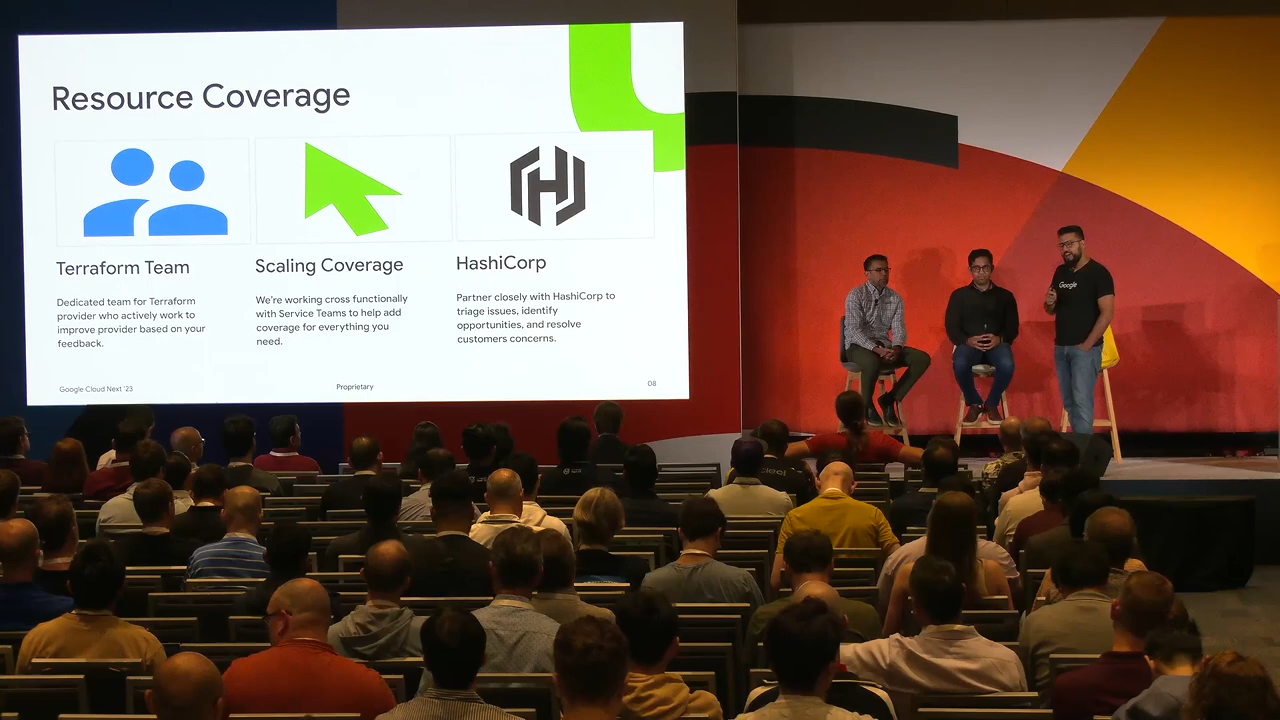 Resource Coverage
Terraform Team
Dedicated team for Terraform
provider who actively work to
improve provider based on your
feedback.
Scaling Coverage
We're working cross functionally
with Service Teams to help add
coverage for everything you
need.
HashiCorp
Partner closely with HashiCorp to
triage issues, identify
opportunities, and resolve
customers concerns.
Google Cloud Next '23
Proprietary
08
Google